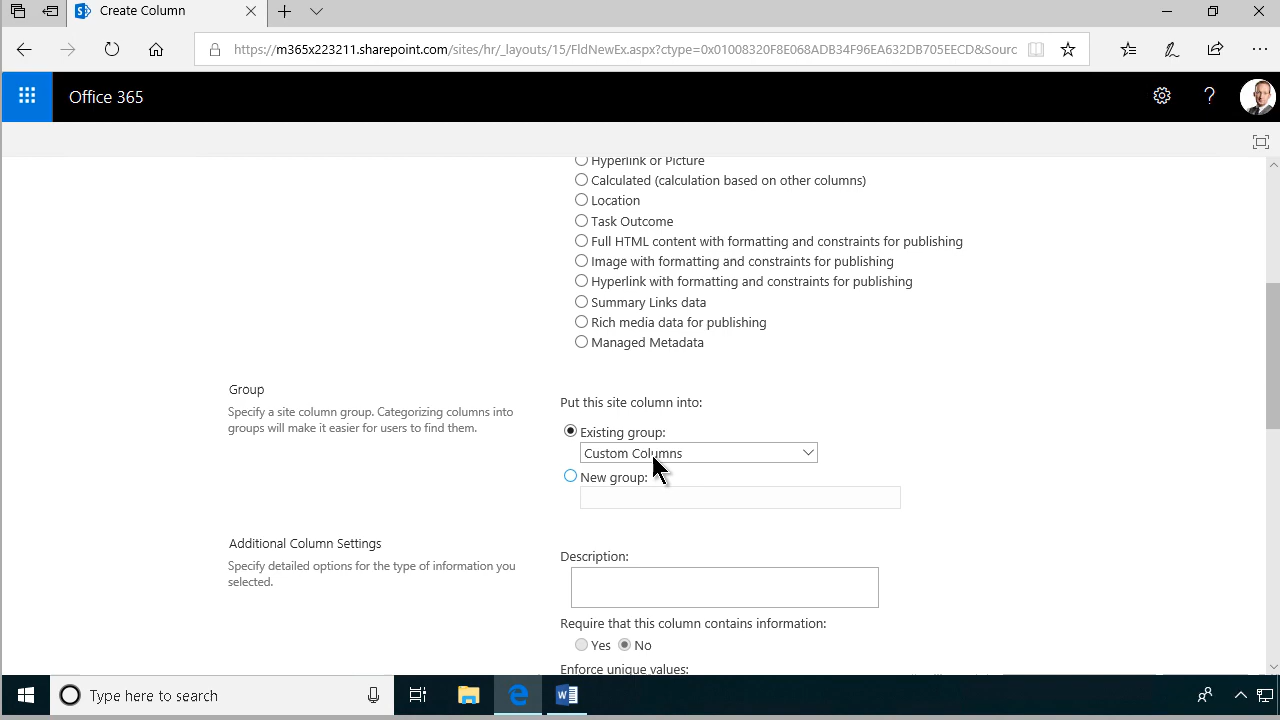 Create Column
https://m365x223211.sharepoint.com/sites/hr/_layouts/15/FldNewEx.aspx?ctype=0x01008320F8E068ADB34F96EA632DB705EECD&Sourc
Office 365
Hyperlink or Picture
Calculated (calculation based on other columns)
Location
Task Outcome
Full HTML content with formatting and constraints for publishing
Image with formatting and constraints for publishing
Hyperlink with formatting and constraints for publishing
Summary Links data
Rich media data for publishing
Managed Metadata
Group
Specify a site column group. Categorizing columns into
groups will make it easier for users to find them.
Put this site column into:
Existing group:
Custom Columns
New group:
Additional Column Settings
Specify detailed options for the type of information you
selected.
Description:
Require that this column contains information:
Yes No
Enforce unique values:
Type here to search